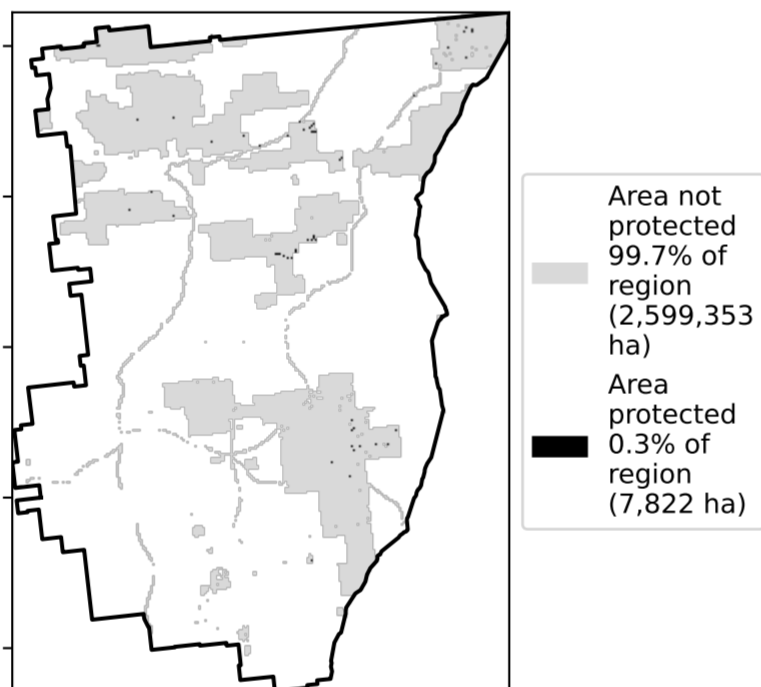 Area not
protected
99.7% of
region
(2,599,353
ha)
Area
protected
0.3% of
region
(7,822 ha)